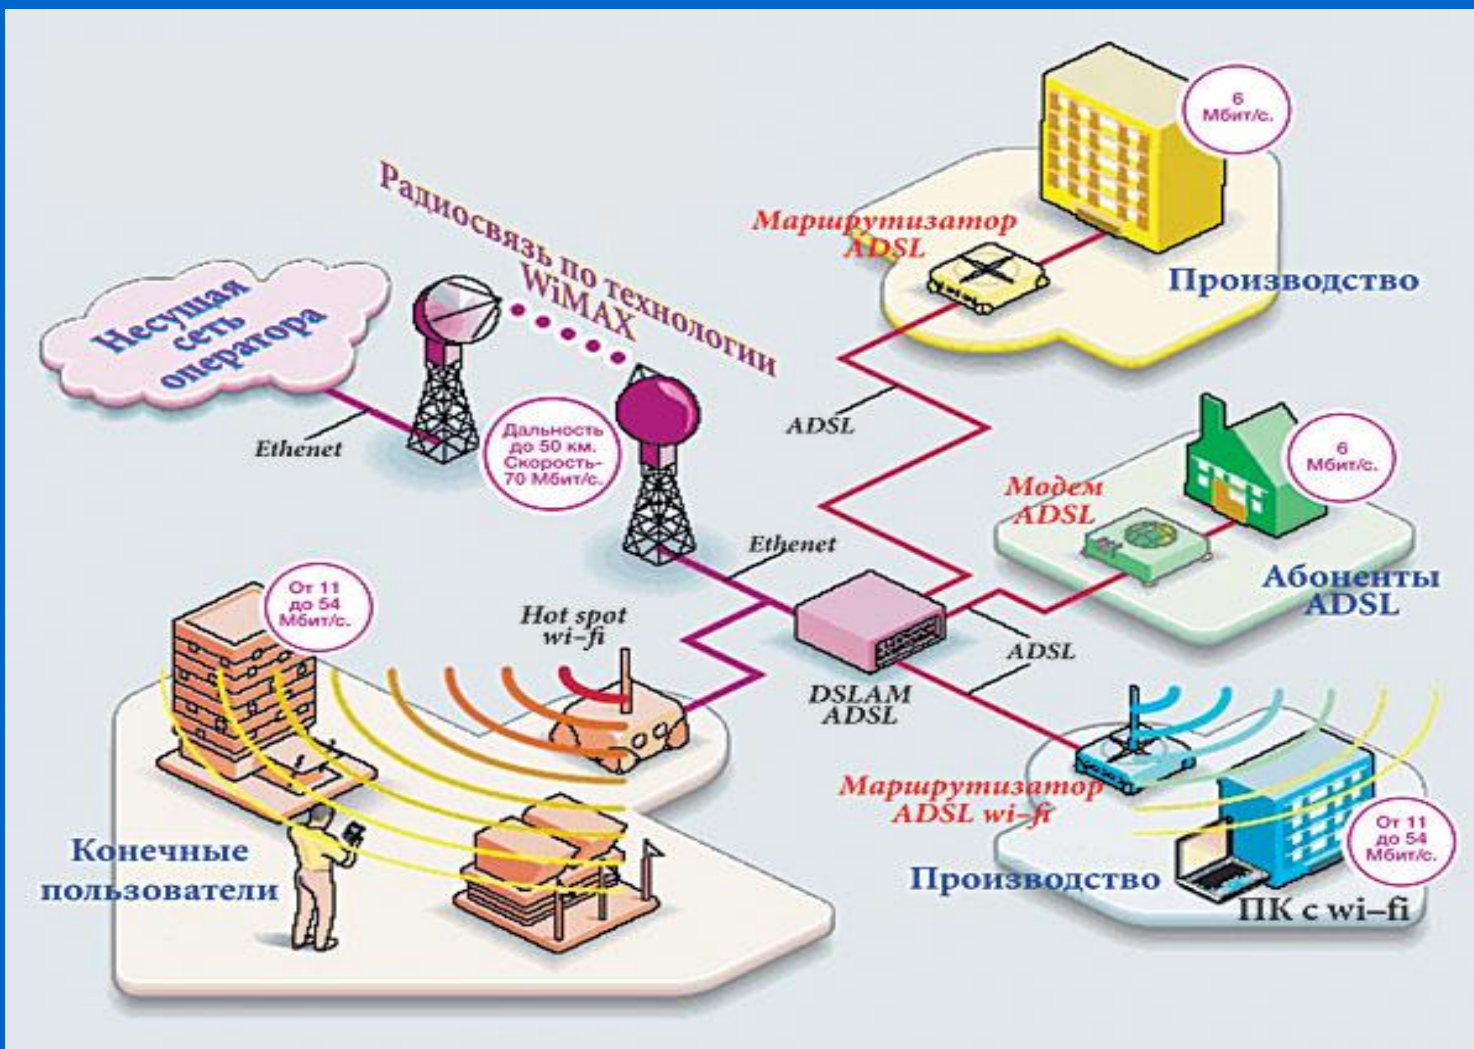 6
Мбит/с.
Радиосвязь по технологии
WiMAX
Маршрутизатор
ADSL
Производство
Несущая
сеть
оператора
Ethenet
Дальность
до 50 км.
Скорость-
70 Мбит/с.
ADSL
6
Мбит/с.
Модем
ADSL
Ethenet
Абоненты
ADSL
От 11
до 54
Мбит/с.
Hot spot
wi-fi
ADSL
DSLAM
ADSL
Маршрутизатор
ADSL wi-fi
От 11
до 54
Мбит/с.
Конечные
пользователи
Производство
ПК с wi-fi